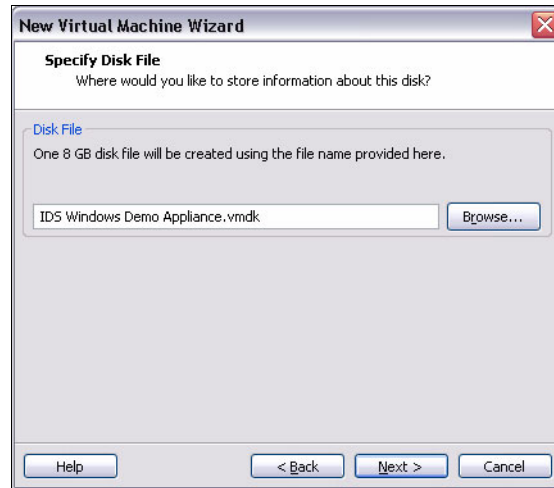 New Virtual Machine Wizard
Specify Disk File
Where would you like to store information about this disk?
Disk File
One 8 GB disk file will be created using the file name provided here.
IDS Windows Demo Appliance.vmdk
Browse...
Help
< Back
Next >
Cancel